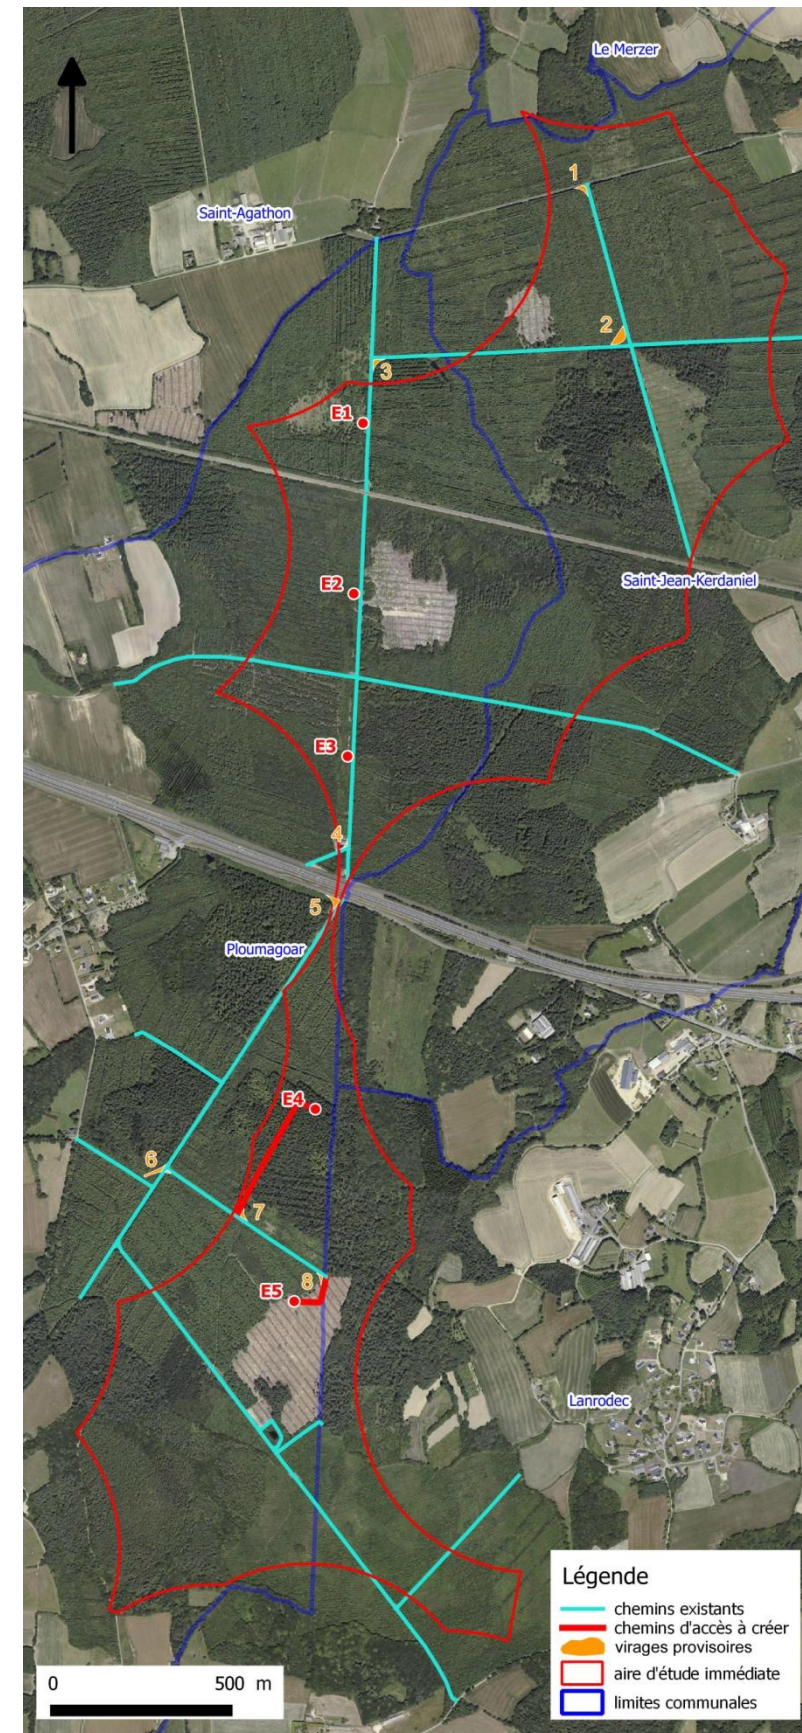 Le Merzer
1
Saint-Agathon
2
3
E1
E2
Saint-Jean-Kerdaniel
E3
4
5
Ploumagoar
E4
6
7
8
E5
Lanrodec
Légende
chemins existants
chemins d'accès à créer
virages provisoires
aire d'étude immédiate
limites communales
0 500 m